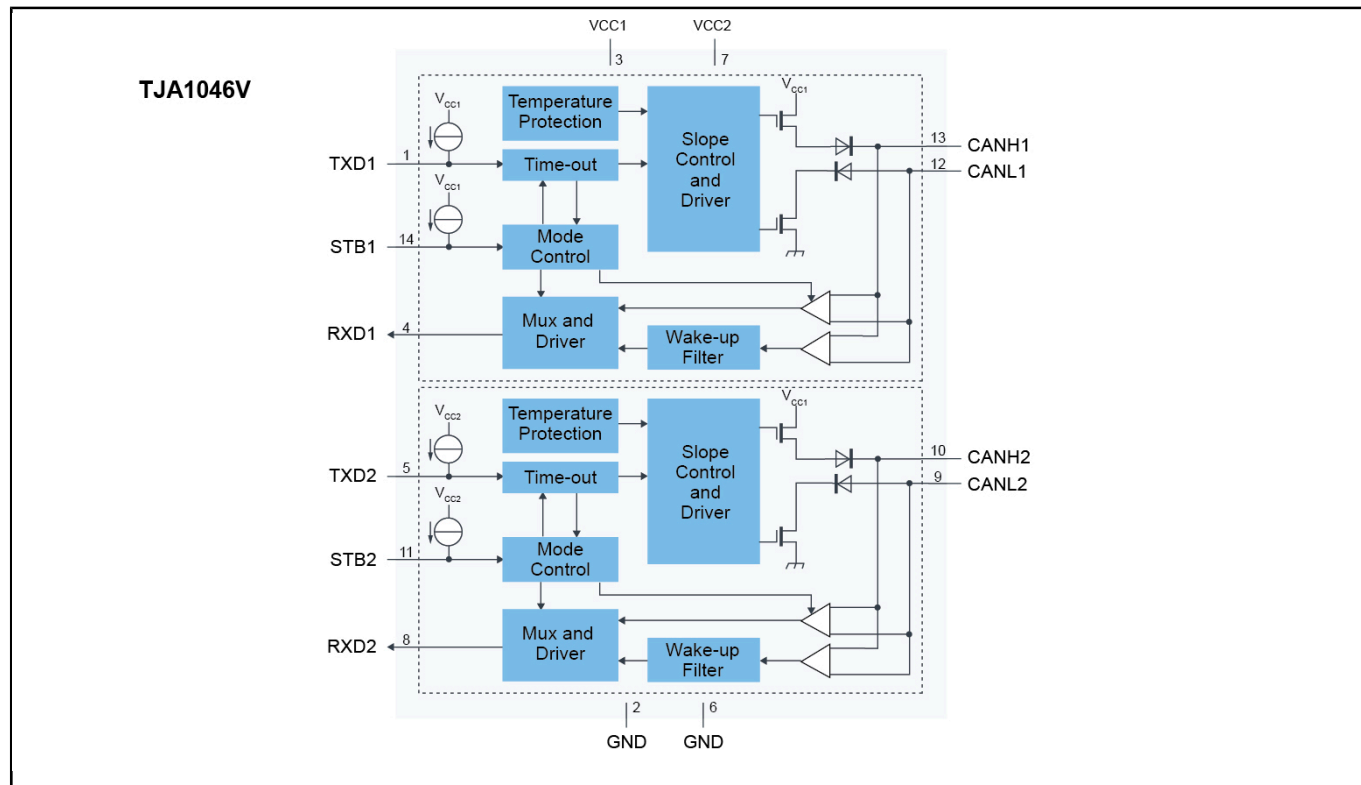 VCC1
VCC2
3
7
TJA1046V
VCC1
Temperature
Protection
VCC1
Slope
Control
and
Driver
13 CANH1
TXD1 1
Time-out
12 CANL1
VCC1
STB1 14
Mode
Control
RXD1 4
Mux and
Driver
Wake-up
Filter
VCC2
Temperature
Protection
VCC1
Slope
Control
and
Driver
10 CANH2
TXD2 5
Time-out
9 CANL2
VCC2
STB2 11
Mode
Control
RXD2 8
Mux and
Driver
Wake-up
Filter
2
6
GND
GND